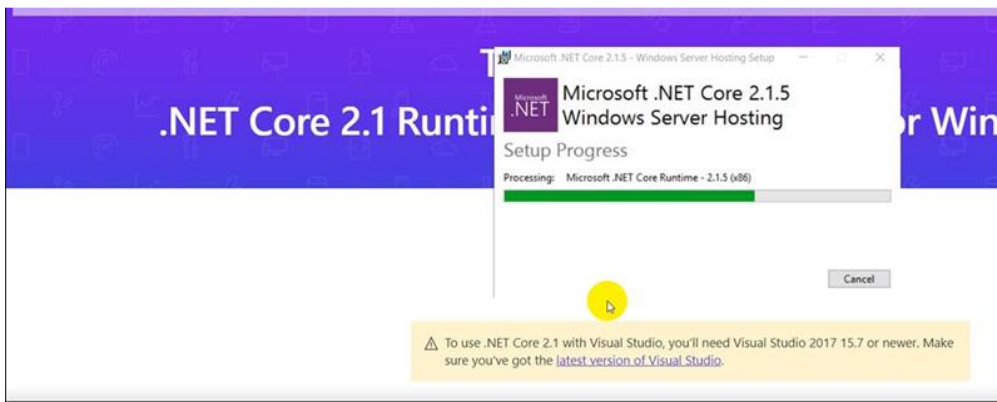 T
.NET Core 2.1 Runti
r Win
Microsoft .NET Core 2.1.5 - Windows Server Hosting Setup
Microsoft
.NET
Microsoft .NET Core 2.1.5
Windows Server Hosting
Setup Progress
Processing: Microsoft .NET Core Runtime - 2.1.5 (x86)
Cancel
To use .NET Core 2.1 with Visual Studio, you'll need Visual Studio 2017 15.7 or newer. Make
sure you've got the latest version of Visual Studio.